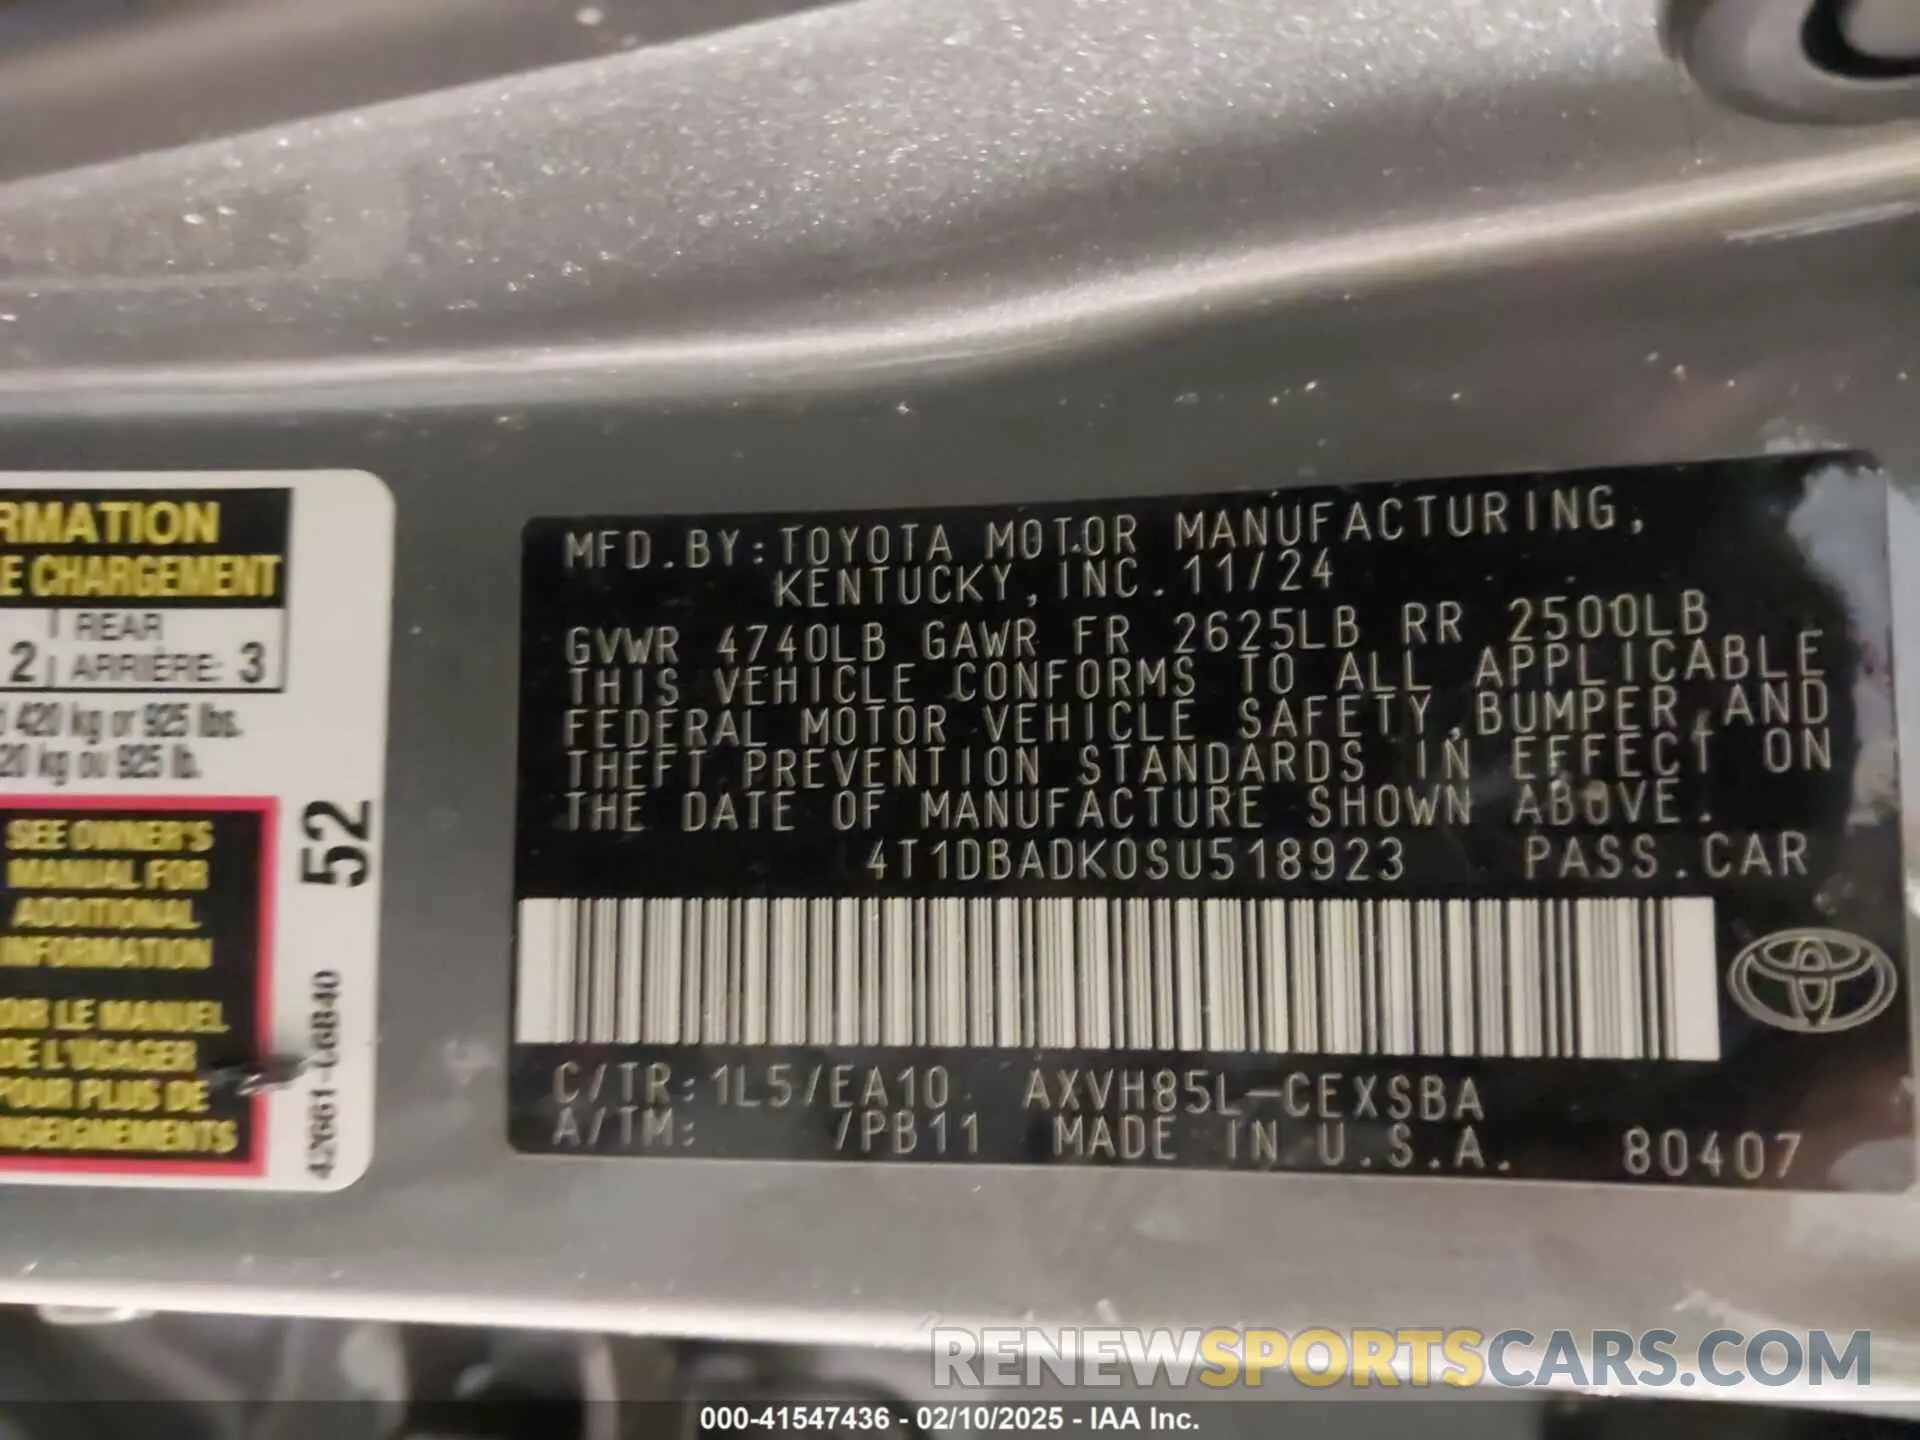 RMATION
E CHARGEMENT
REAR
2 ARRIÈRE: 3
420 kg or 925 lbs.
20 kg ou 925 lb.
SEE OWNER'S
MANUAL FOR
ADDITIONAL
INFORMATION
OIR LE MANUEL
DE L'USAGER
POUR PLUS DE
NSEIGNEMENTS
52
MFD.BY:TOYOTA MOTOR MANUFACTURING,
KENTUCKY,INC.11/24
GVWR 4740LB GAWR FR 2625LB RR 2500LB
THIS VEHICLE CONFORMS TO ALL APPLICABLE
FEDERAL MOTOR VEHICLE SAFETY,BUMPER,AND
THEFT PREVENTION STANDARDS IN EFFECT ON
THE DATE OF MANUFACTURE SHOWN ABOVE.
4T1DBADK0SU518923 PASS.CAR
C/TR:1L5/EA10 AXVH85L-CEXSBA
A/TM: /PB11 MADE IN U.S.A. 80407
RENEWSPORTSCARS.COM
000-41547436 - 02/10/2025 - IAA Inc.